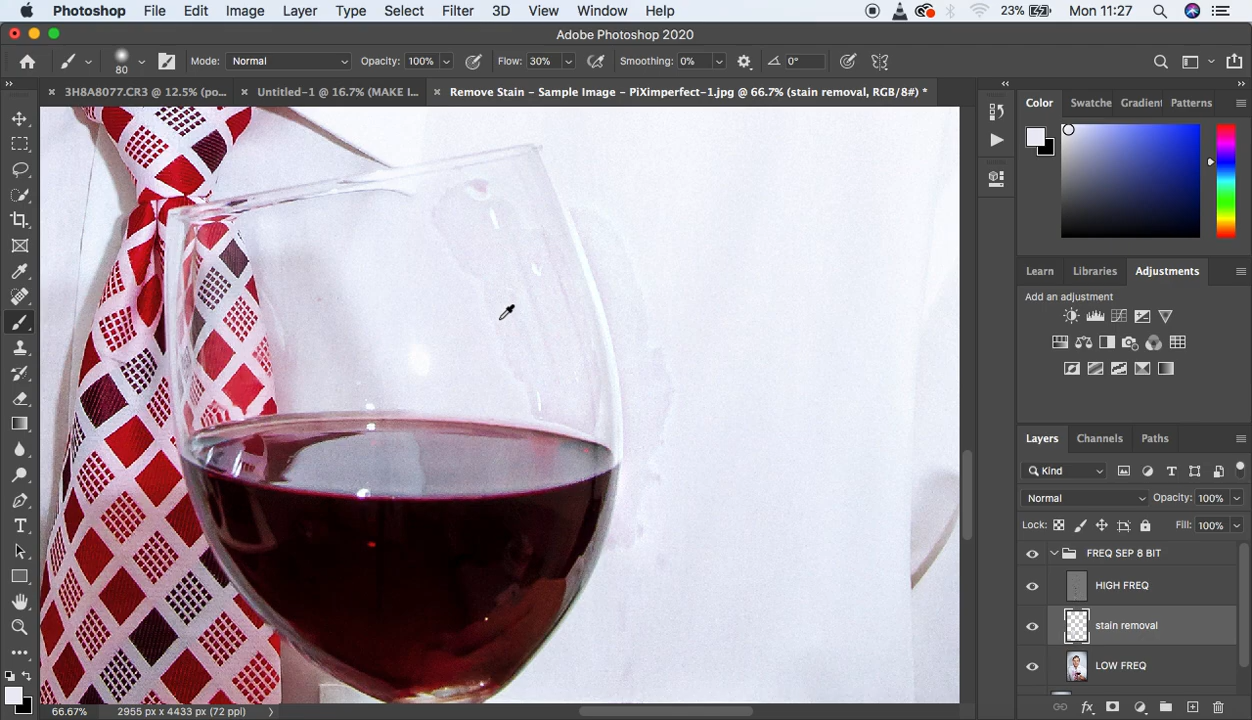 Photoshop File Edit Image Layer Type Select Filter 3D View Window Help 23% Mon 11:27
Adobe Photoshop 2020
80 Mode: Normal Opacity: 100% Flow: 30% Smoothing: 0% 0°
3H8A8077.CR3 @ 12.5% (po... Untitled-1 @ 16.7% (MAKE I... Remove Stain - Sample Image - PiXimperfect-1.jpg @ 66.7% (stain removal, RGB/8#) *
Color Swatche Gradient Patterns
Learn Libraries Adjustments
Add an adjustment
Layers Channels Paths
Kind
Normal Opacity: 100%
Lock: Fill: 100%
FREQ SEP 8 BIT
HIGH FREQ
stain removal
LOW FREQ
66.67% 2955 px x 4433 px (72 ppi)